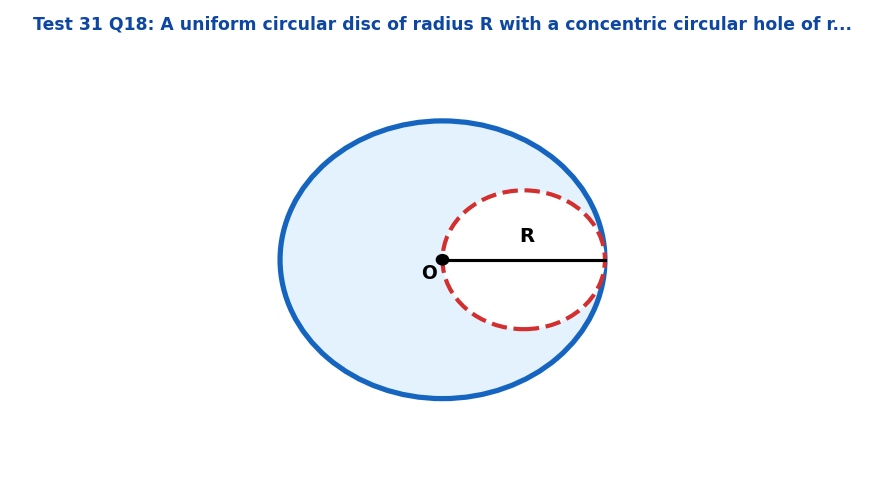 Test 31 Q18: A uniform circular disc of radius R with a concentric circular hole of r...
R
O